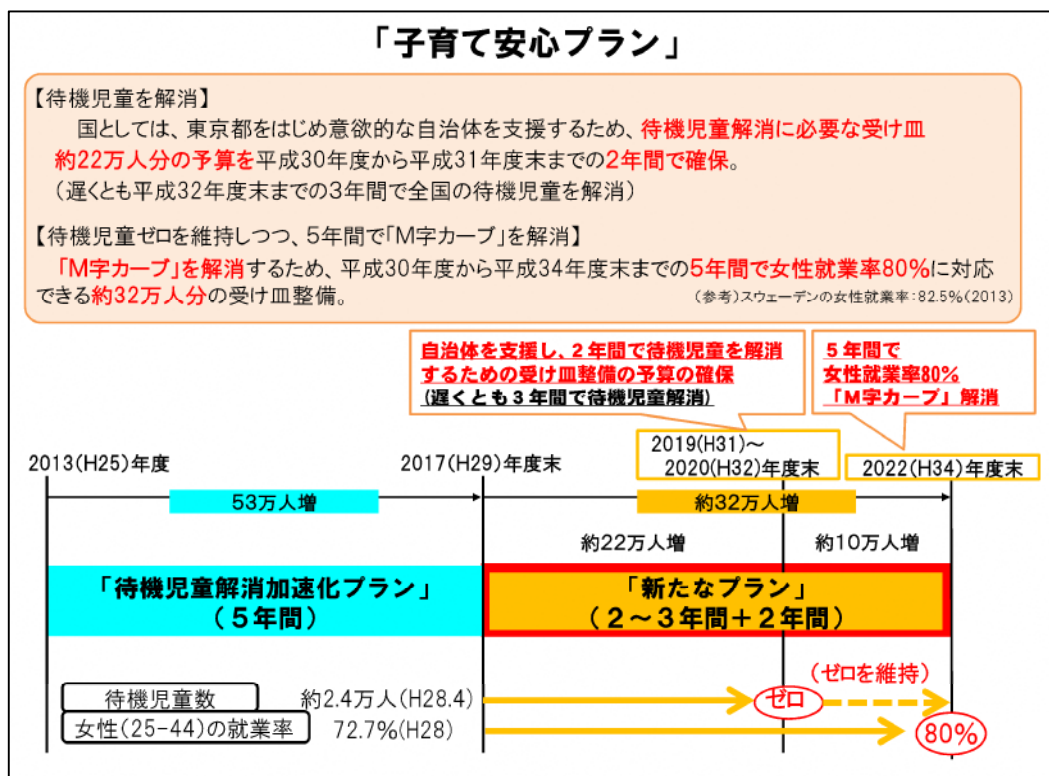 「子育て安心プラン」
【待機児童を解消】
国としては、東京都をはじめ意欲的な自治体を支援するため、待機児童解消に必要な受け皿
約22万人分の予算を平成30年度から平成31年度末までの2年間で確保。
（遅くとも平成32年度末までの3年間で全国の待機児童を解消）
【待機児童ゼロを維持しつつ、5年間で「M字カーブ」を解消】
「M字カーブ」を解消するため、平成30年度から平成34年度末までの5年間で女性就業率80%に対応
できる約32万人分の受け皿整備。
（参考）スウェーデンの女性就業率：82.5%(2013)
自治体を支援し、２年間で待機児童を解消
するための受け皿整備の予算の確保
(遅くとも３年間で待機児童解消)
５年間で
女性就業率80%
「Ｍ字カーブ」解消
2013(H25)年度
2017(H29)年度末
2019(H31)～
2020(H32)年度末
2022(H34)年度末
53万人増
約32万人増
約22万人増
約10万人増
「待機児童解消加速化プラン」
（５年間）
「新たなプラン」
（２～３年間＋２年間）
待機児童数
約2.4万人(H28.4)
ゼロ
（ゼロを維持）
女性(25-44)の就業率
72.7%(H28)
80%